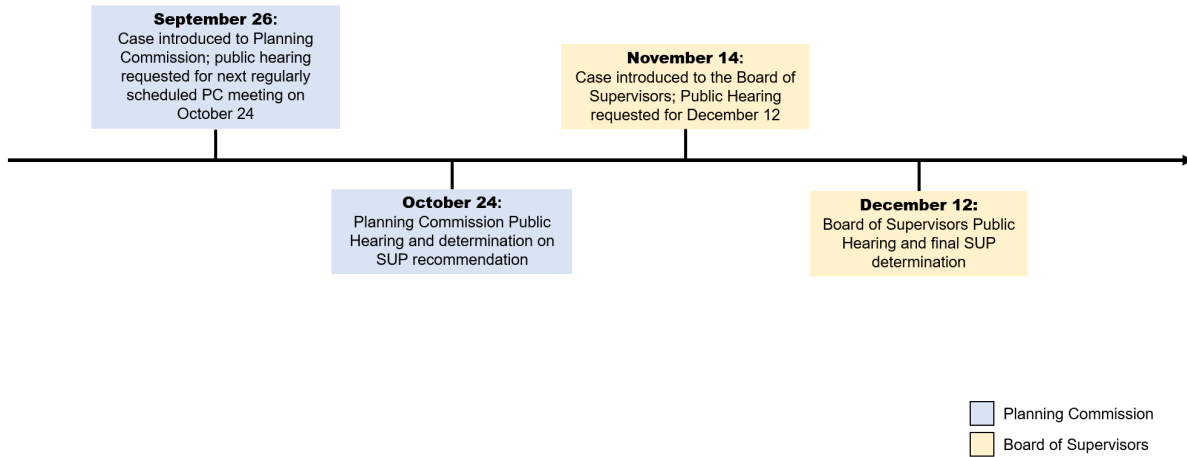 September 26:
Case introduced to Planning
Commission; public hearing
requested for next regularly
scheduled PC meeting on
October 24
October 24:
Planning Commission Public
Hearing and determination on
SUP recommendation
November 14:
Case introduced to the Board of
Supervisors; Public Hearing
requested for December 12
December 12:
Board of Supervisors Public
Hearing and final SUP
determination
Planning Commission
Board of Supervisors